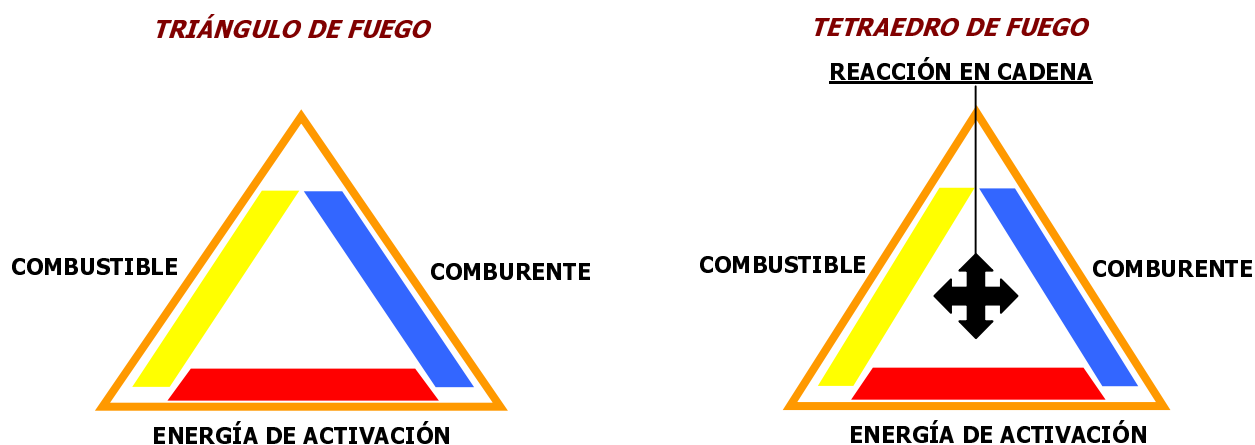 TRIÁNGULO DE FUEGO
COMBUSTIBLE
COMBURENTE
ENERGÍA DE ACTIVACIÓN
TETRAEDRO DE FUEGO
REACCIÓN EN CADENA
COMBUSTIBLE
COMBURENTE
ENERGÍA DE ACTIVACIÓN